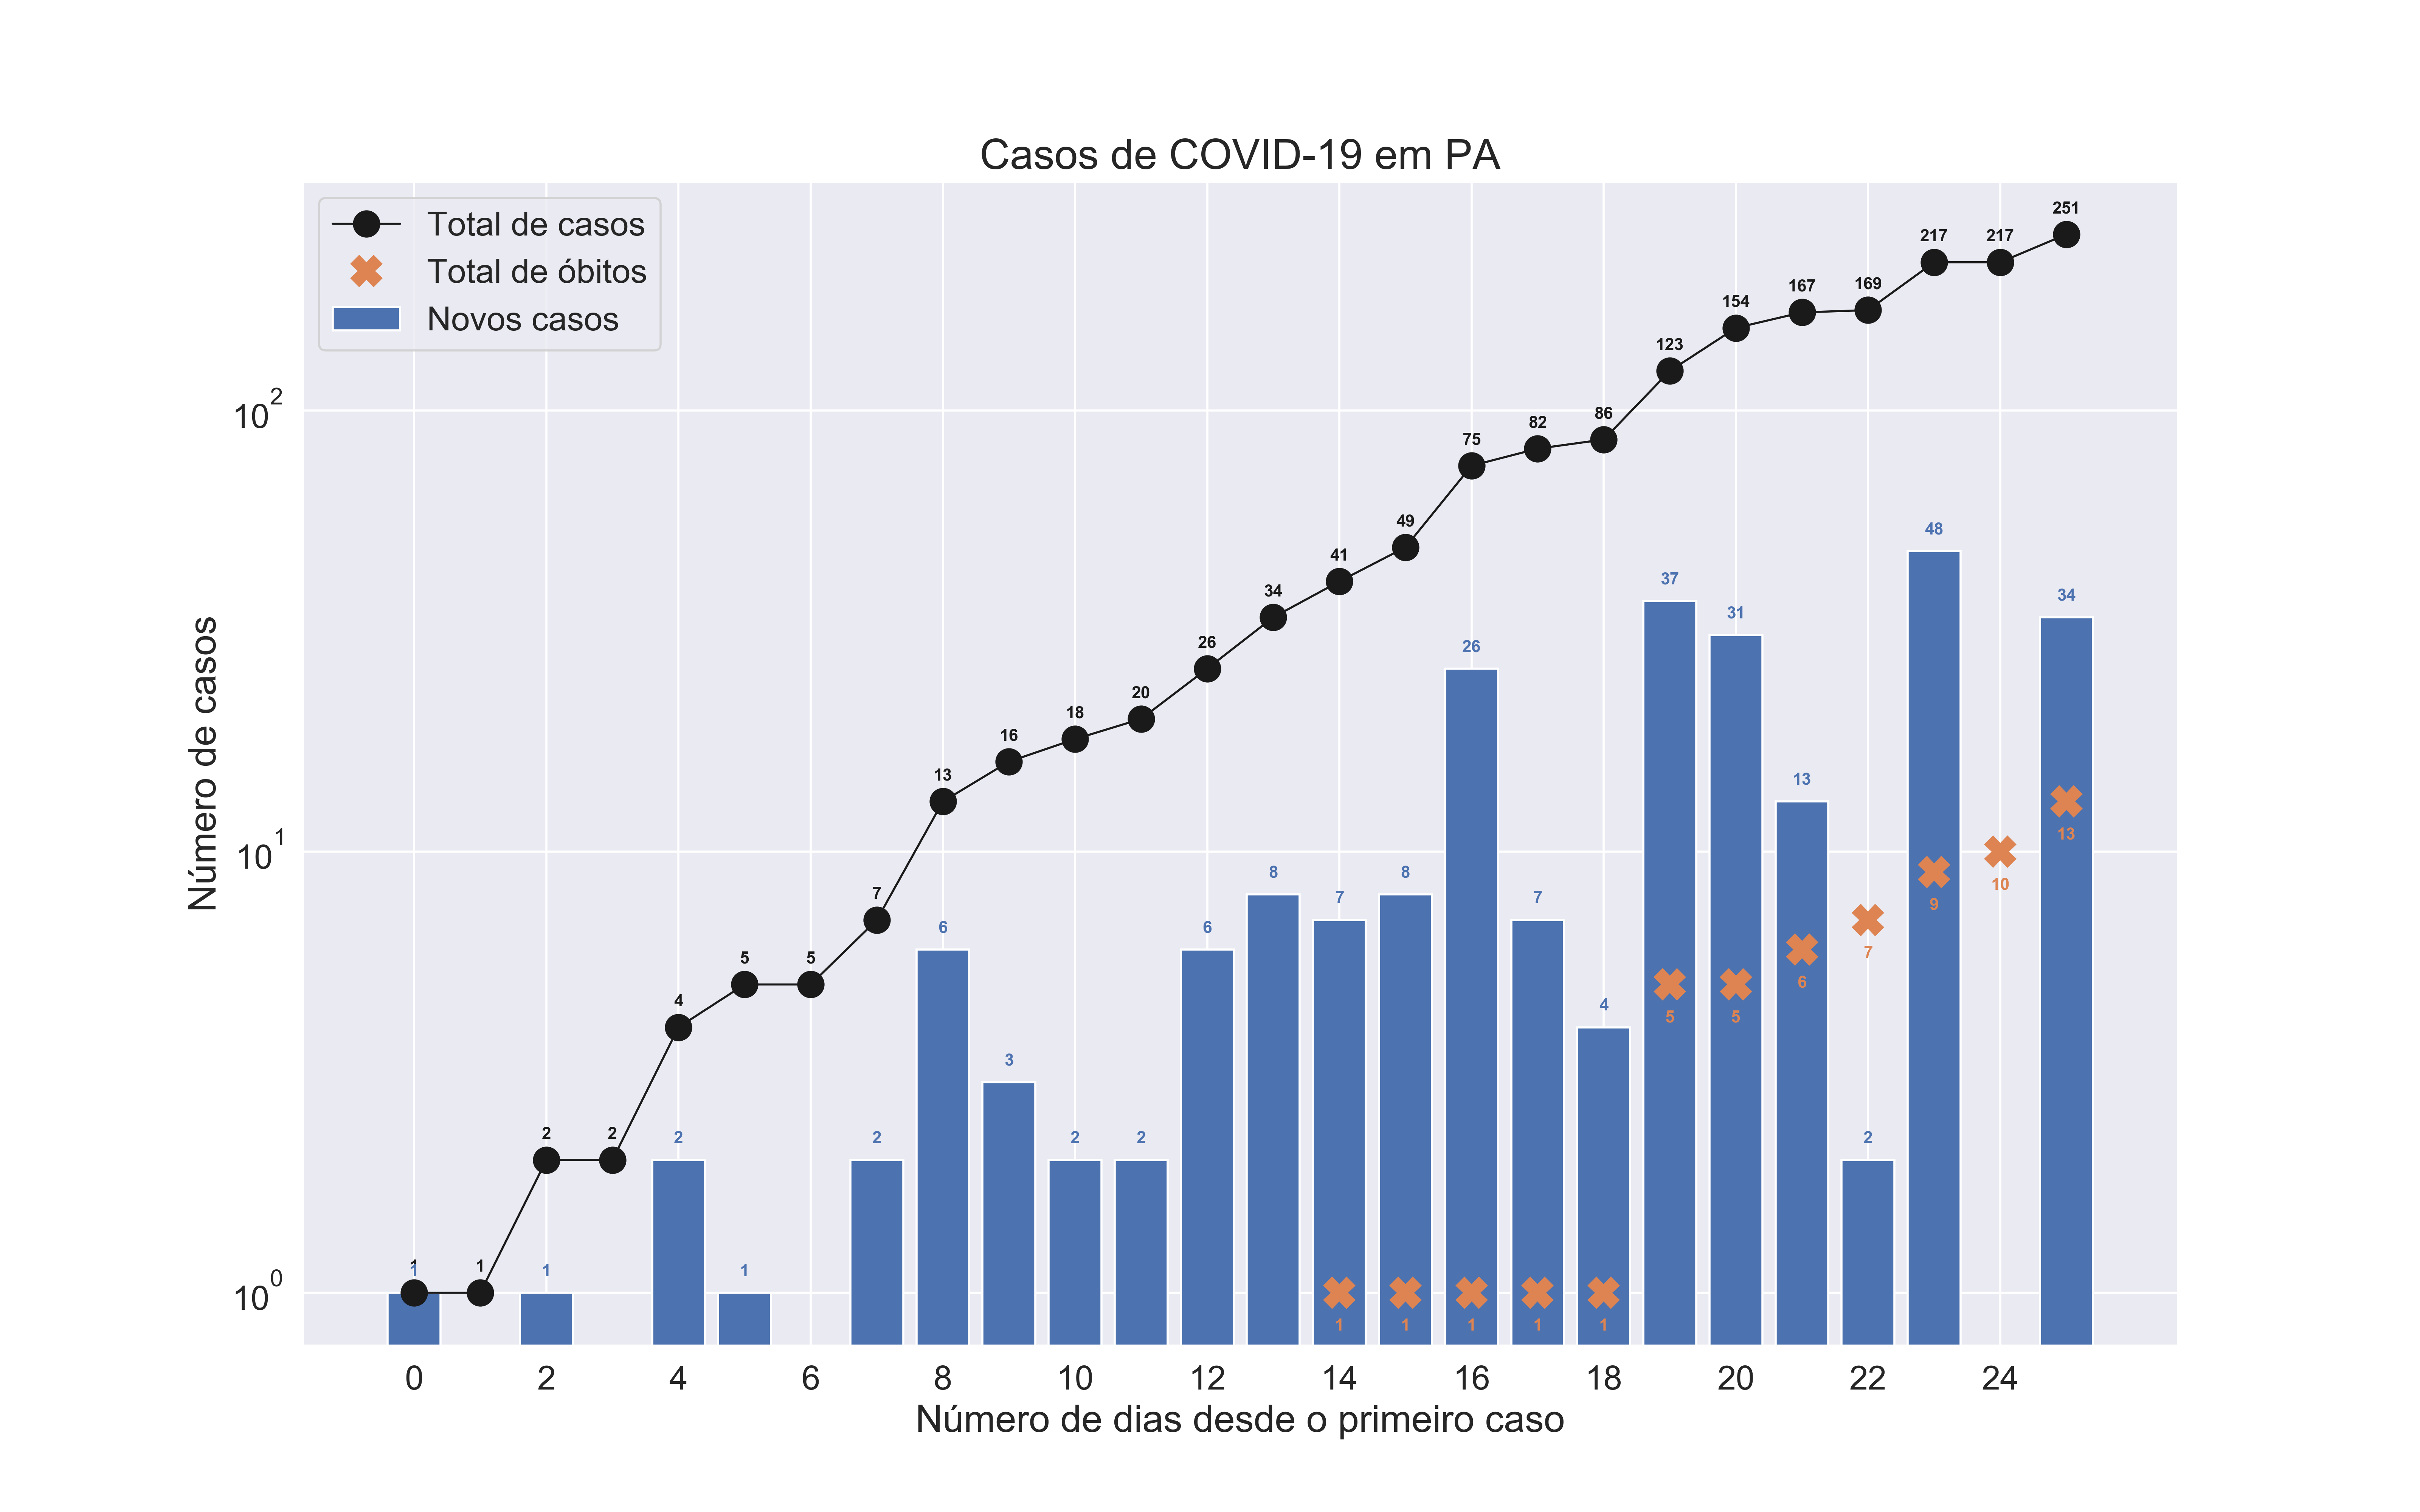 Casos de COVID-19 em PA
Total de casos
Total de óbitos
Novos casos
Número de casos
10^2
10^1
10^0
1 1 2 2 4 5 5 7 13 16 18 20 26 34 41 49 75 82 86 123 154 167 169 217 217 251
1 1 2 1 2 6 3 2 2 6 8 7 8 26 7 4 37 31 13 2 48 34
1 1 1 1 1 5 5 6 7 9 10 13
0 2 4 6 8 10 12 14 16 18 20 22 24
Número de dias desde o primeiro caso